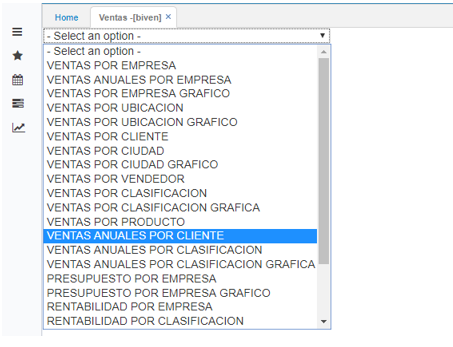 Home Ventas -[biven] ×
- Select an option -
- Select an option -
VENTAS POR EMPRESA
VENTAS ANUALES POR EMPRESA
VENTAS POR EMPRESA GRAFICO
VENTAS POR UBICACION
VENTAS POR UBICACION GRAFICO
VENTAS POR CLIENTE
VENTAS POR CIUDAD
VENTAS POR CIUDAD GRAFICO
VENTAS POR VENDEDOR
VENTAS POR CLASIFICACION
VENTAS POR CLASIFICACION GRAFICA
VENTAS POR PRODUCTO
VENTAS ANUALES POR CLIENTE
VENTAS ANUALES POR CLASIFICACION
VENTAS ANUALES POR CLASIFICACION GRAFICA
PRESUPUESTO POR EMPRESA
PRESUPUESTO POR EMPRESA GRAFICO
RENTABILIDAD POR EMPRESA
RENTABILIDAD POR CLASIFICACION